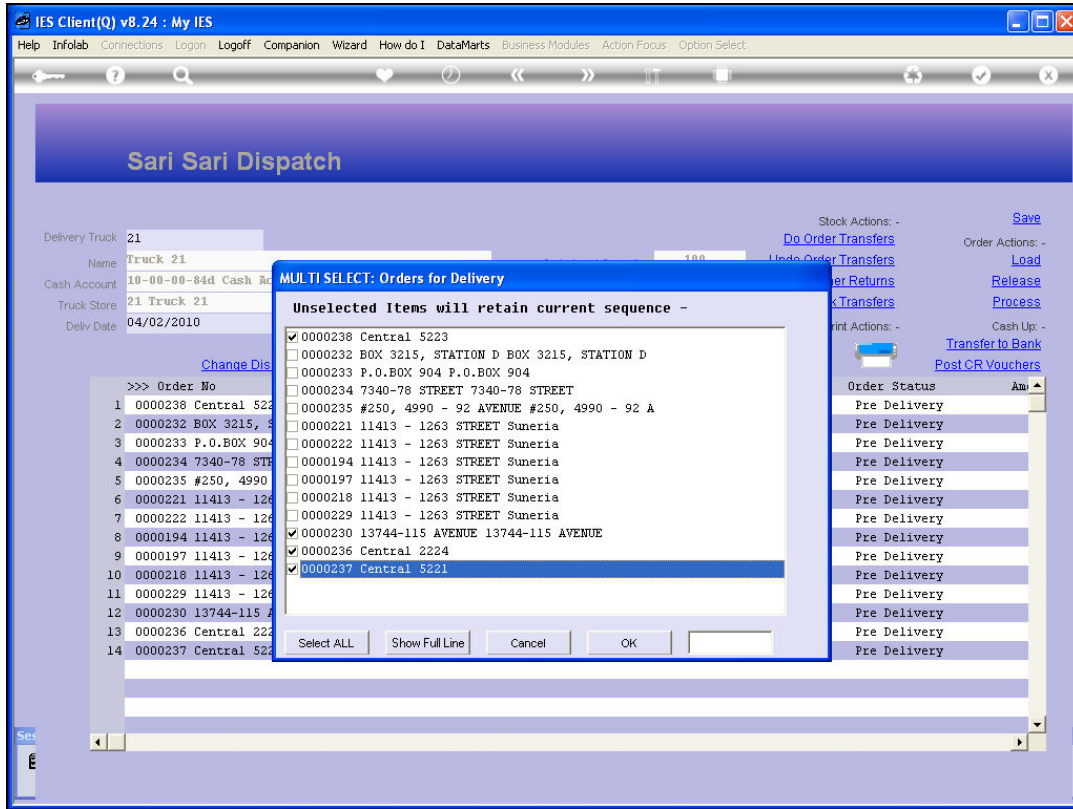 IES Client(Q) v8.24 : My IES
Help Infolab Connections Logon Logoff Companion Wizard How do I DataMarts Business Modules Action Focus Option Select
Sari Sari Dispatch
Stock Actions: -
Save
Delivery Truck 21
Do Order Transfers
Order Actions: -
Name Truck 21
100
Undo Order Transfers
Load
Cash Account 10-00-00-84d Cash
er Returns
Release
Truck Store 21 Truck 21
Transfers
Process
Deliv Date 04/02/2010
rint Actions: -
Cash Up: -
Transfer to Bank
Change Dis
Post CR Vouchers
MULTI SELECT: Orders for Delivery
Unselected Items will retain current sequence -
0000238 Central 5223
0000232 BOX 3215, STATION D BOX 3215, STATION D
0000233 P.O.BOX 904 P.O.BOX 904
0000234 7340-78 STREET 7340-78 STREET
0000235 #250, 4990 - 92 AVENUE #250, 4990 - 92 A
0000221 11413 - 1263 STREET Suneria
0000222 11413 - 1263 STREET Suneria
0000194 11413 - 1263 STREET Suneria
0000197 11413 - 1263 STREET Suneria
0000218 11413 - 1263 STREET Suneria
0000229 11413 - 1263 STREET Suneria
0000230 13744-115 AVENUE 13744-115 AVENUE
0000236 Central 2224
0000237 Central 5221
Select ALL Show Full Line Cancel OK
>>> Order No Order Status Am
1 0000238 Central 522 Pre Delivery
2 0000232 BOX 3215, Pre Delivery
3 0000233 P.O.BOX 904 Pre Delivery
4 0000234 7340-78 ST Pre Delivery
5 0000235 #250, 4990 Pre Delivery
6 0000221 11413 - 126 Pre Delivery
7 0000222 11413 - 126 Pre Delivery
8 0000194 11413 - 126 Pre Delivery
9 0000197 11413 - 126 Pre Delivery
10 0000218 11413 - 126 Pre Delivery
11 0000229 11413 - 126 Pre Delivery
12 0000230 13744-115 Pre Delivery
13 0000236 Central 222 Pre Delivery
14 0000237 Central 522 Pre Delivery
Ses